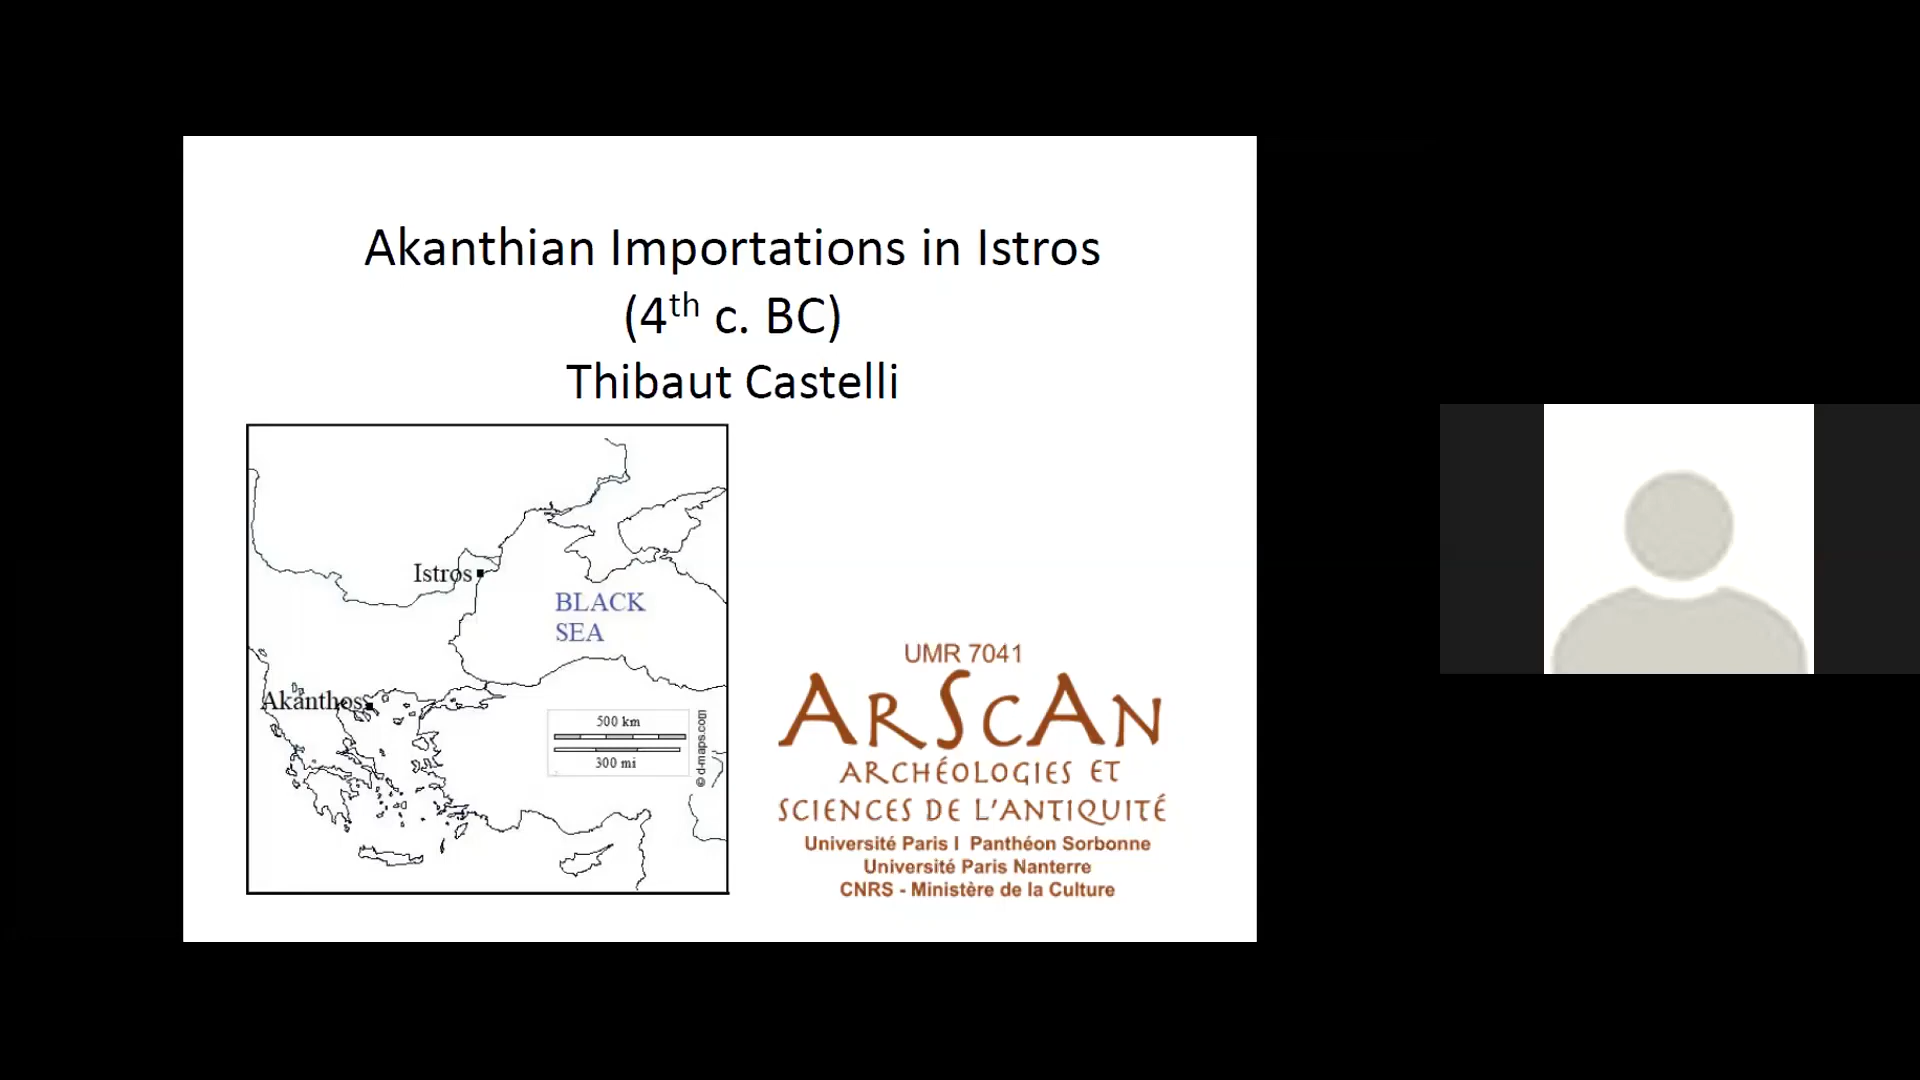 Akanthian Importations in Istros
(4th c. BC)
Thibaut Castelli
Istros
BLACK
SEA
Akanthos
500 km
300 mi
© d-maps.com
UMR 7041
ARSCAN
ARCHÉOLOGIES ET
SCIENCES DE L'ANTIQUITÉ
Université Paris I Panthéon Sorbonne
Université Paris Nanterre
CNRS - Ministère de la Culture